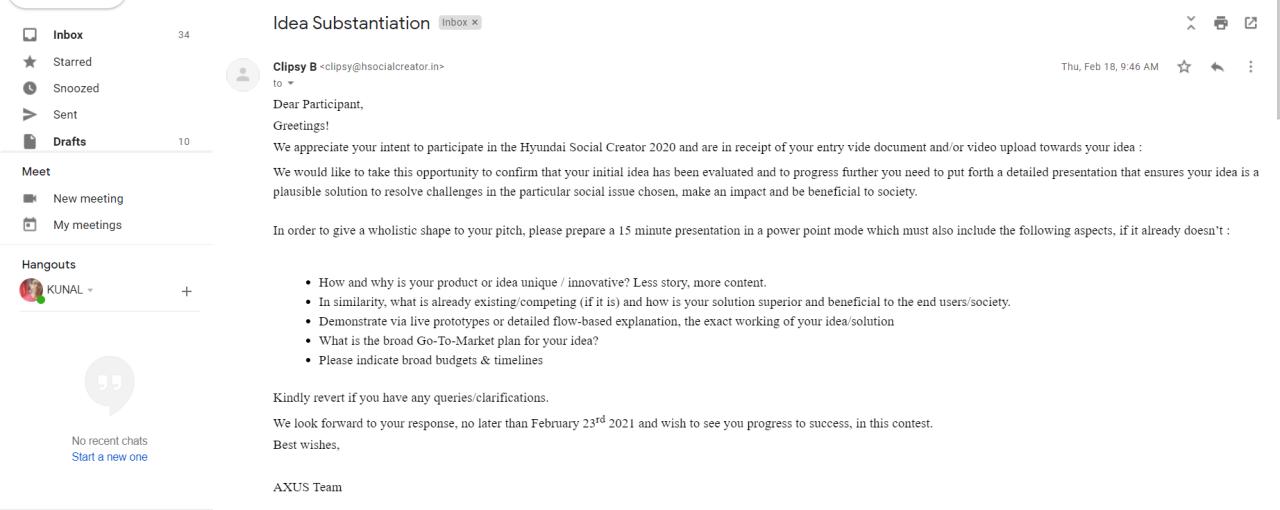 Idea Substantiation Inbox ×
Inbox 34
Starred
Snoozed
Sent
Drafts 10
Meet
New meeting
My meetings
Hangouts
KUNAL
No recent chats
Start a new one
Clipsy B <clipsy@hsocialcreator.in> Thu, Feb 18, 9:46 AM
to
Dear Participant,
Greetings!
We appreciate your intent to participate in the Hyundai Social Creator 2020 and are in receipt of your entry vide document and/or video upload towards your idea :
We would like to take this opportunity to confirm that your initial idea has been evaluated and to progress further you need to put forth a detailed presentation that ensures your idea is a
plausible solution to resolve challenges in the particular social issue chosen, make an impact and be beneficial to society.
In order to give a wholistic shape to your pitch, please prepare a 15 minute presentation in a power point mode which must also include the following aspects, if it already doesn’t :
• How and why is your product or idea unique / innovative? Less story, more content.
• In similarity, what is already existing/competing (if it is) and how is your solution superior and beneficial to the end users/society.
• Demonstrate via live prototypes or detailed flow-based explanation, the exact working of your idea/solution
• What is the broad Go-To-Market plan for your idea?
• Please indicate broad budgets & timelines
Kindly revert if you have any queries/clarifications.
We look forward to your response, no later than February 23rd 2021 and wish to see you progress to success, in this contest.
Best wishes,
AXUS Team